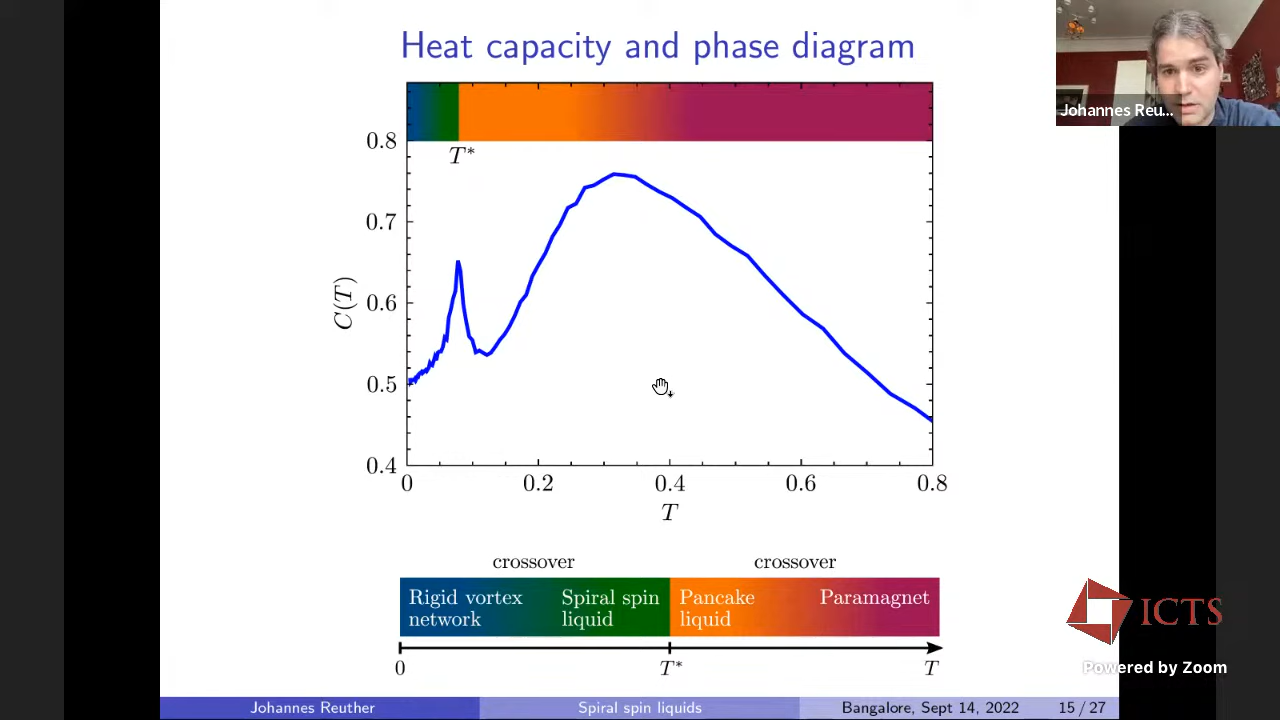 Heat capacity and phase diagram
Johannes Reu...
T*
0.8
0.7
0.6
0.5
0.4
C(T)
0 0.2 0.4 0.6 0.8
T
crossover crossover
Rigid vortex network
Spiral spin liquid
Pancake liquid
Paramagnet
0 T* T
ICTS
Powered by Zoom
Johannes Reuther Spiral spin liquids Bangalore, Sept 14, 2022 15 / 27